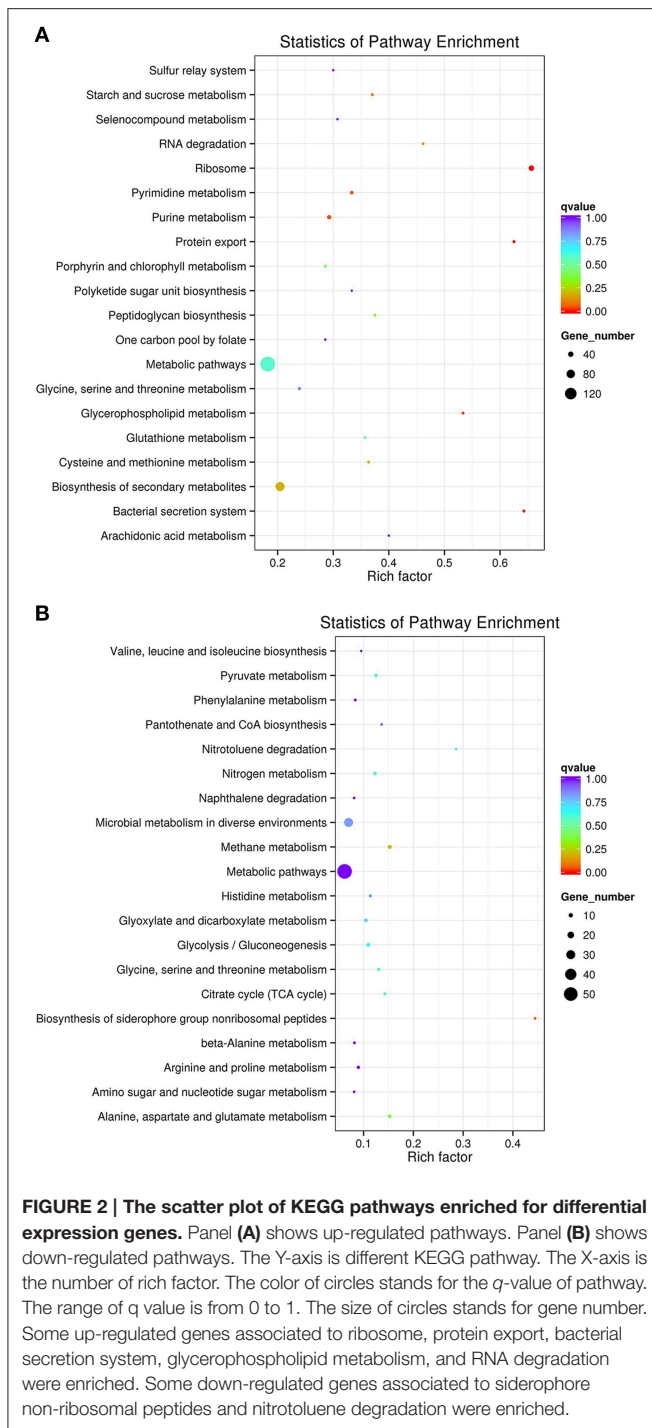 A
Statistics of Pathway Enrichment
Sulfur relay system
Starch and sucrose metabolism
Selenocompound metabolism
RNA degradation
Ribosome
Pyrimidine metabolism
Purine metabolism
Protein export
Porphyrin and chlorophyll metabolism
Polyketide sugar unit biosynthesis
Peptidoglycan biosynthesis
One carbon pool by folate
Metabolic pathways
Glycine, serine and threonine metabolism
Glycerophospholipid metabolism
Glutathione metabolism
Cysteine and methionine metabolism
Biosynthesis of secondary metabolites
Bacterial secretion system
Arachidonic acid metabolism
0.2 0.3 0.4 0.5 0.6
Rich factor
qvalue
1.00
0.75
0.50
0.25
0.00
Gene_number
40
80
120
B
Statistics of Pathway Enrichment
Valine, leucine and isoleucine biosynthesis
Pyruvate metabolism
Phenylalanine metabolism
Pantothenate and CoA biosynthesis
Nitrotoluene degradation
Nitrogen metabolism
Naphthalene degradation
Microbial metabolism in diverse environments
Methane metabolism
Metabolic pathways
Histidine metabolism
Glyoxylate and dicarboxylate metabolism
Glycolysis / Gluconeogenesis
Glycine, serine and threonine metabolism
Citrate cycle (TCA cycle)
Biosynthesis of siderophore group nonribosomal peptides
beta-Alanine metabolism
Arginine and proline metabolism
Amino sugar and nucleotide sugar metabolism
Alanine, aspartate and glutamate metabolism
0.1 0.2 0.3 0.4
Rich factor
qvalue
1.00
0.75
0.50
0.25
0.00
Gene_number
10
20
30
40
50
FIGURE 2 | The scatter plot of KEGG pathways enriched for differential
expression genes. Panel (A) shows up-regulated pathways. Panel (B) shows
down-regulated pathways. The Y-axis is different KEGG pathway. The X-axis is
the number of rich factor. The color of circles stands for the q-value of pathway.
The range of q value is from 0 to 1. The size of circles stands for gene number.
Some up-regulated genes associated to ribosome, protein export, bacterial
secretion system, glycerophospholipid metabolism, and RNA degradation
were enriched. Some down-regulated genes associated to siderophore
non-ribosomal peptides and nitrotoluene degradation were enriched.